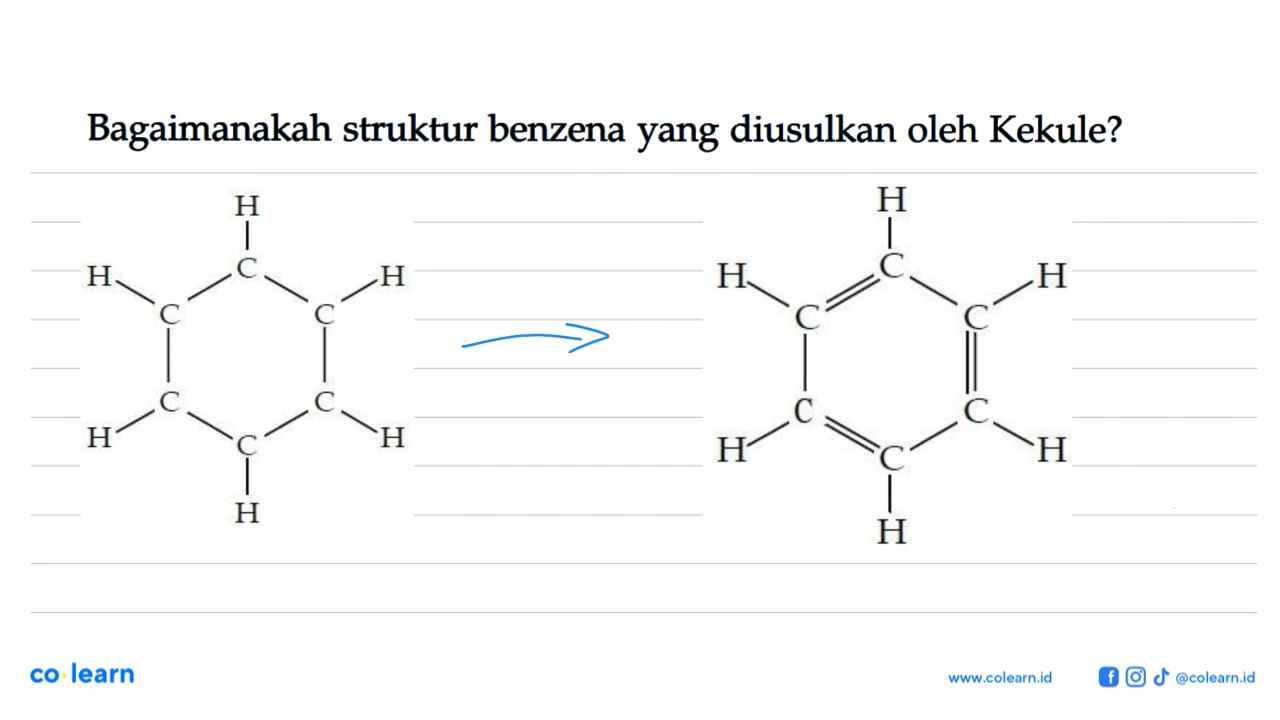 Bagaimanakah struktur benzena yang diusulkan oleh Kekule?
H
H C H
C C
C C
H C H
H
H
H C H
C C
C C
H C H
H
co learn
www.colearn.id @colearn.id